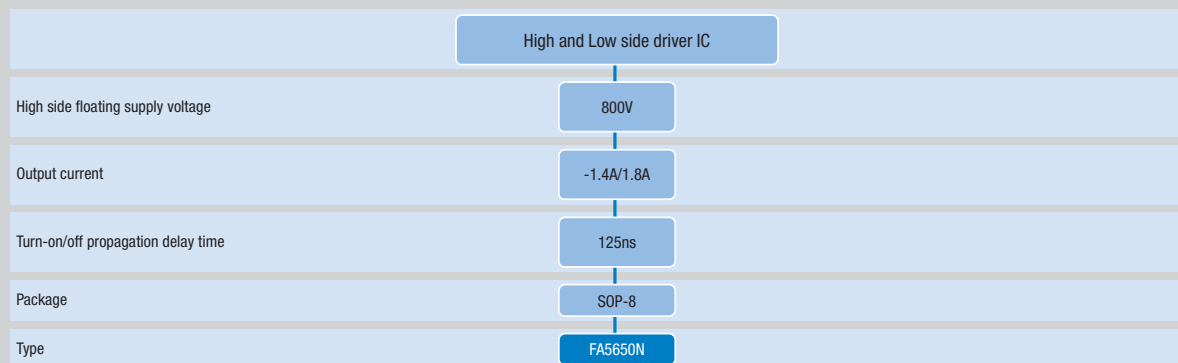 High and Low side driver IC
High side floating supply voltage
800V
Output current
-1.4A/1.8A
Turn-on/off propagation delay time
125ns
Package
SOP-8
Type
FA5650N